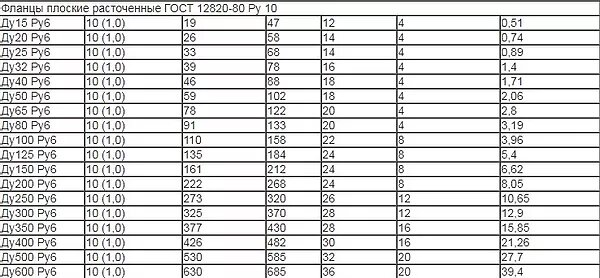 Фланцы плоские расточенные ГОСТ 12820-80 Ру 10
Ду15 Ру6 10 (1,0) 19 47 12 4 0,51
Ду20 Ру6 10 (1,0) 26 58 14 4 0,74
Ду25 Ру6 10 (1,0) 33 68 14 4 0,89
Ду32 Ру6 10 (1,0) 39 78 16 4 1,4
Ду40 Ру6 10 (1,0) 46 88 18 4 1,71
Ду50 Ру6 10 (1,0) 59 102 18 4 2,06
Ду65 Ру6 10 (1,0) 78 122 20 4 2,8
Ду80 Ру6 10 (1,0) 91 133 20 4 3,19
Ду100 Ру6 10 (1,0) 110 158 22 8 3,96
Ду125 Ру6 10 (1,0) 135 184 24 8 5,4
Ду150 Ру6 10 (1,0) 161 212 24 8 6,62
Ду200 Ру6 10 (1,0) 222 268 24 8 8,05
Ду250 Ру6 10 (1,0) 273 320 26 12 10,65
Ду300 Ру6 10 (1,0) 325 370 28 12 12,9
Ду350 Ру6 10 (1,0) 377 430 28 16 15,85
Ду400 Ру6 10 (1,0) 426 482 30 16 21,26
Ду500 Ру6 10 (1,0) 530 585 32 20 27,7
Ду600 Ру6 10 (1,0) 630 685 36 20 39,4